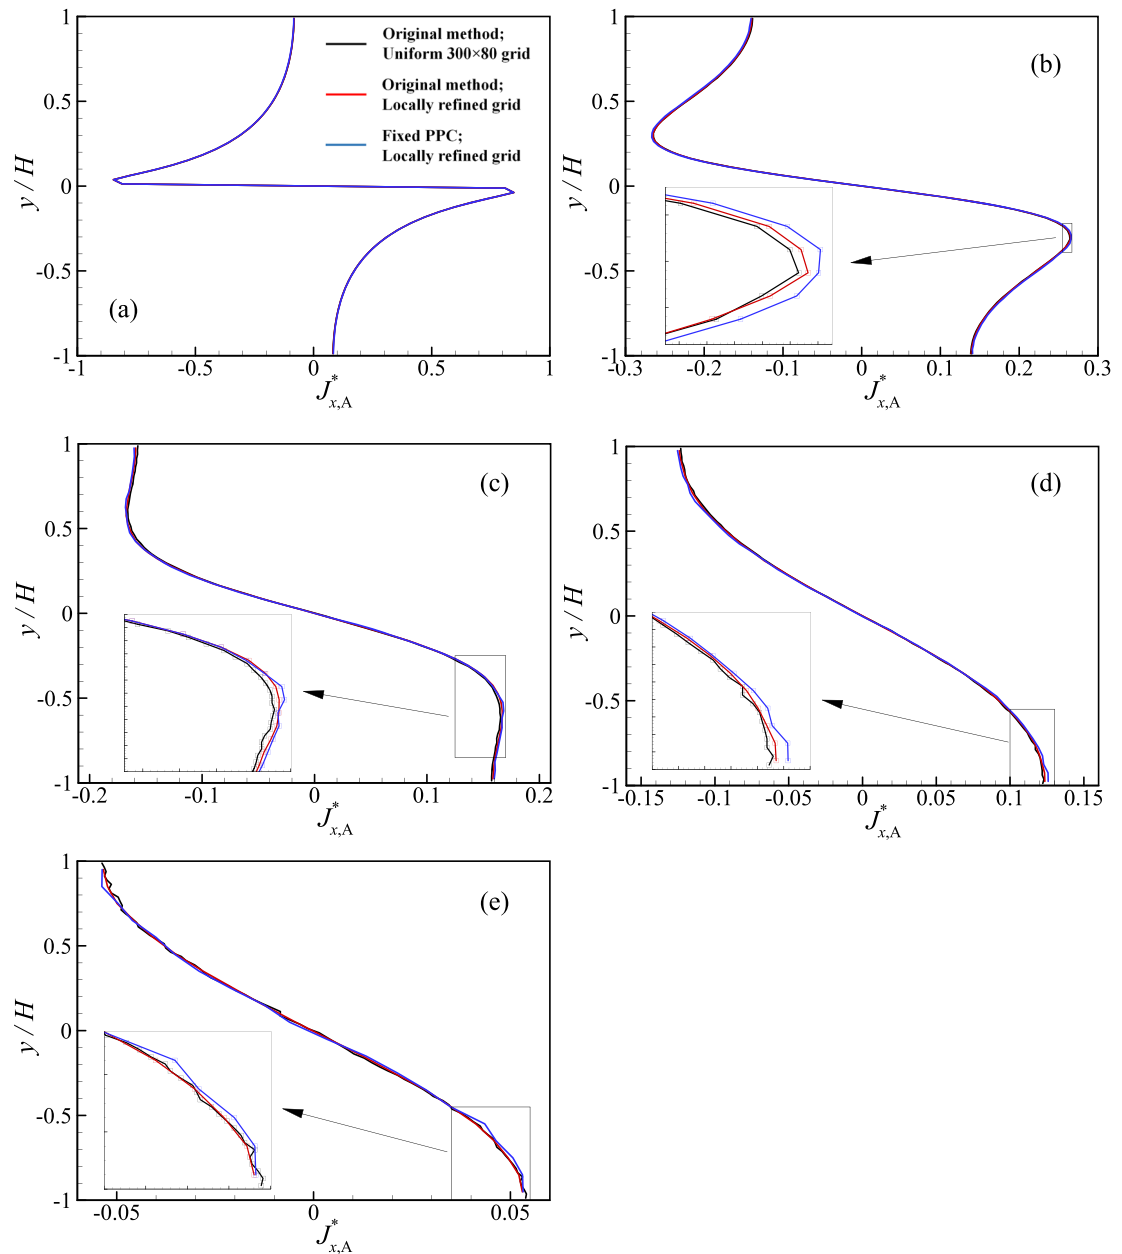 Original method;
Uniform 300×80 grid
Original method;
Locally refined grid
Fixed PPC;
Locally refined grid
(a)
y / H
1
0.5
0
-0.5
-1
-1 -0.5 0 0.5 1
J*x,A
(b)
y / H
1
0.5
0
-0.5
-1
-0.3 -0.2 -0.1 0 0.1 0.2 0.3
J*x,A
(c)
y / H
1
0.5
0
-0.5
-1
-0.2 -0.1 0 0.1 0.2
J*x,A
(d)
y / H
1
0.5
0
-0.5
-1
-0.15 -0.1 -0.05 0 0.05 0.1 0.15
J*x,A
(e)
y / H
1
0.5
0
-0.5
-1
-0.05 0 0.05
J*x,A